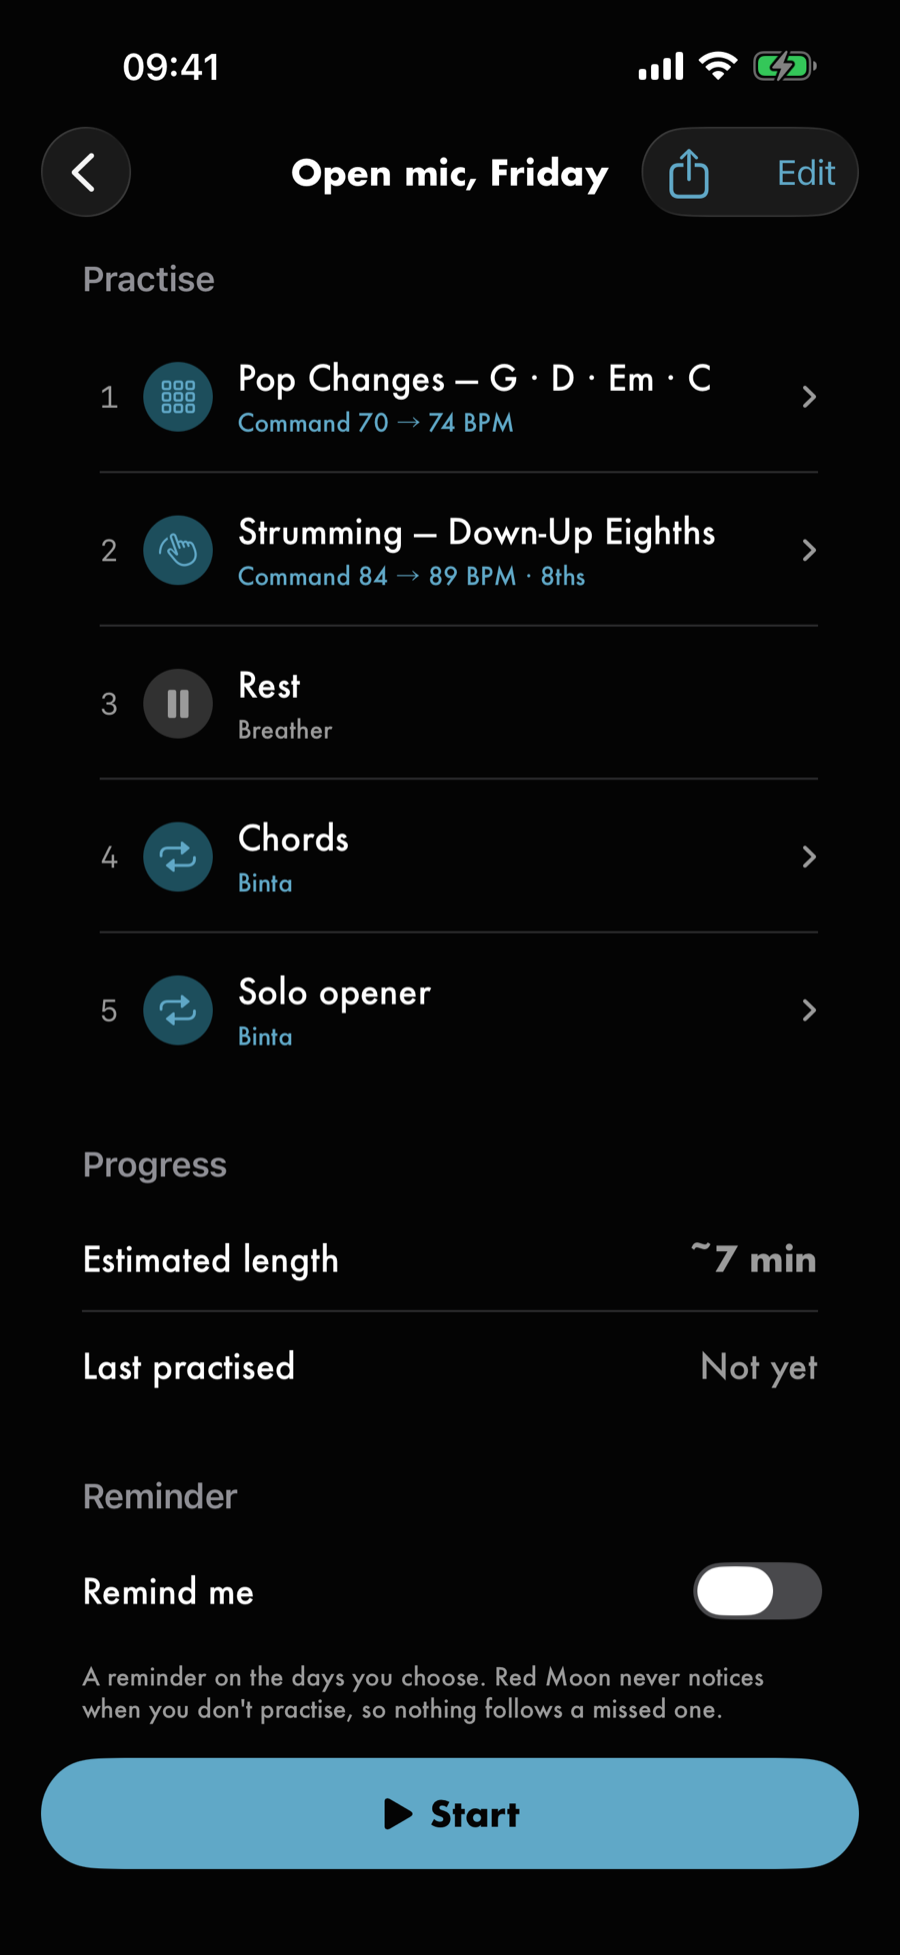 09:41
Open mic, Friday
Edit
Practise
1
Pop Changes – G · D · Em · C
Command 70 → 74 BPM
2
Strumming – Down-Up Eighths
Command 84 → 89 BPM · 8ths
3
Rest
Breather
4
Chords
Binta
5
Solo opener
Binta
Progress
Estimated length
~7 min
Last practised
Not yet
Reminder
Remind me
A reminder on the days you choose. Red Moon never notices
when you don't practise, so nothing follows a missed one.
Start